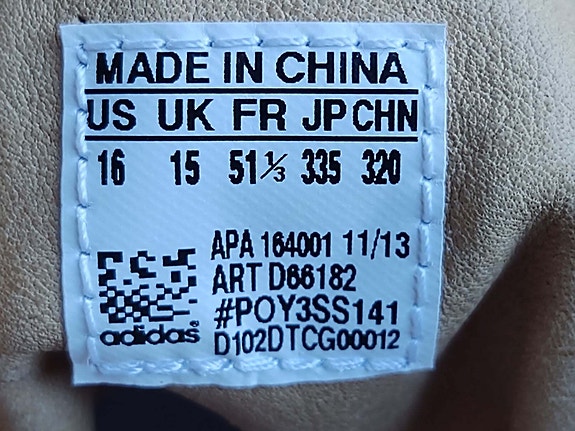 MADE IN CHINA
US UK FR JP CHN
16 15 51⅓ 335 320
APA 164001 11/13
ART D66182
#POY3SS141
adidas®
D102DTCG00012